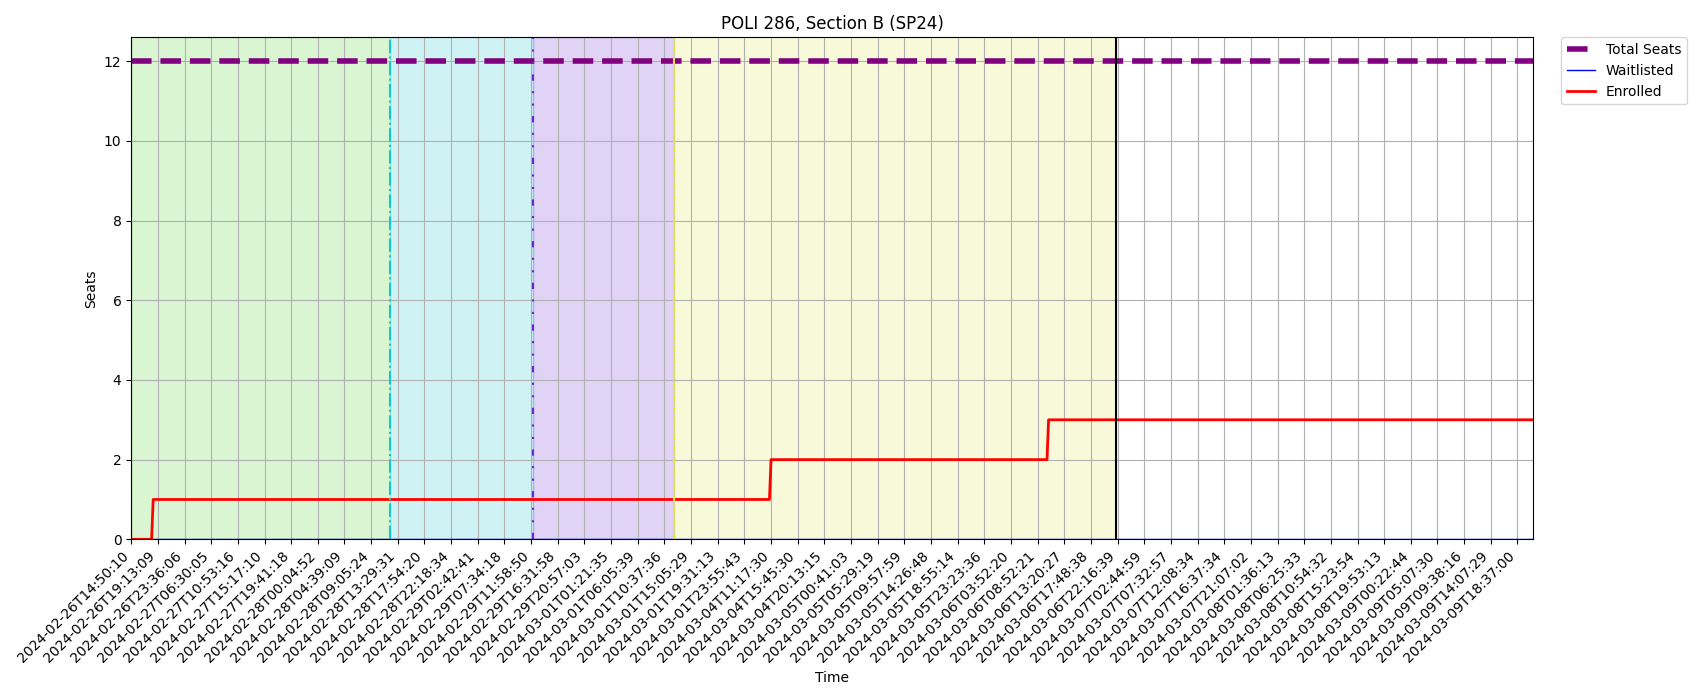 POLI 286, Section B (SP24)
Total Seats
Waitlisted
Enrolled
Seats
12
10
8
6
4
2
0
2024-02-26T14:50:10
2024-02-26T19:13:09
2024-02-26T23:36:06
2024-02-27T06:30:05
2024-02-27T10:53:16
2024-02-27T15:17:10
2024-02-27T19:41:18
2024-02-28T00:04:52
2024-02-28T04:39:09
2024-02-28T09:05:24
2024-02-28T13:29:31
2024-02-28T17:54:20
2024-02-28T22:18:34
2024-02-29T02:42:41
2024-02-29T07:34:18
2024-02-29T11:58:50
2024-02-29T16:31:58
2024-02-29T20:57:03
2024-03-01T01:21:35
2024-03-01T06:05:39
2024-03-01T10:37:36
2024-03-01T15:05:29
2024-03-01T19:31:13
2024-03-01T23:55:43
2024-03-04T11:17:30
2024-03-04T15:45:30
2024-03-04T20:13:15
2024-03-05T00:41:03
2024-03-05T05:29:19
2024-03-05T09:57:59
2024-03-05T14:26:48
2024-03-05T18:55:14
2024-03-05T23:23:36
2024-03-06T03:52:20
2024-03-06T08:52:21
2024-03-06T13:20:27
2024-03-06T17:48:38
2024-03-06T22:16:39
2024-03-07T02:44:59
2024-03-07T07:32:57
2024-03-07T12:08:34
2024-03-07T16:37:34
2024-03-07T21:07:02
2024-03-08T01:36:13
2024-03-08T06:25:33
2024-03-08T10:54:32
2024-03-08T15:23:54
2024-03-08T19:53:13
2024-03-09T00:22:44
2024-03-09T05:07:30
2024-03-09T09:38:16
2024-03-09T14:07:29
2024-03-09T18:37:00
Time